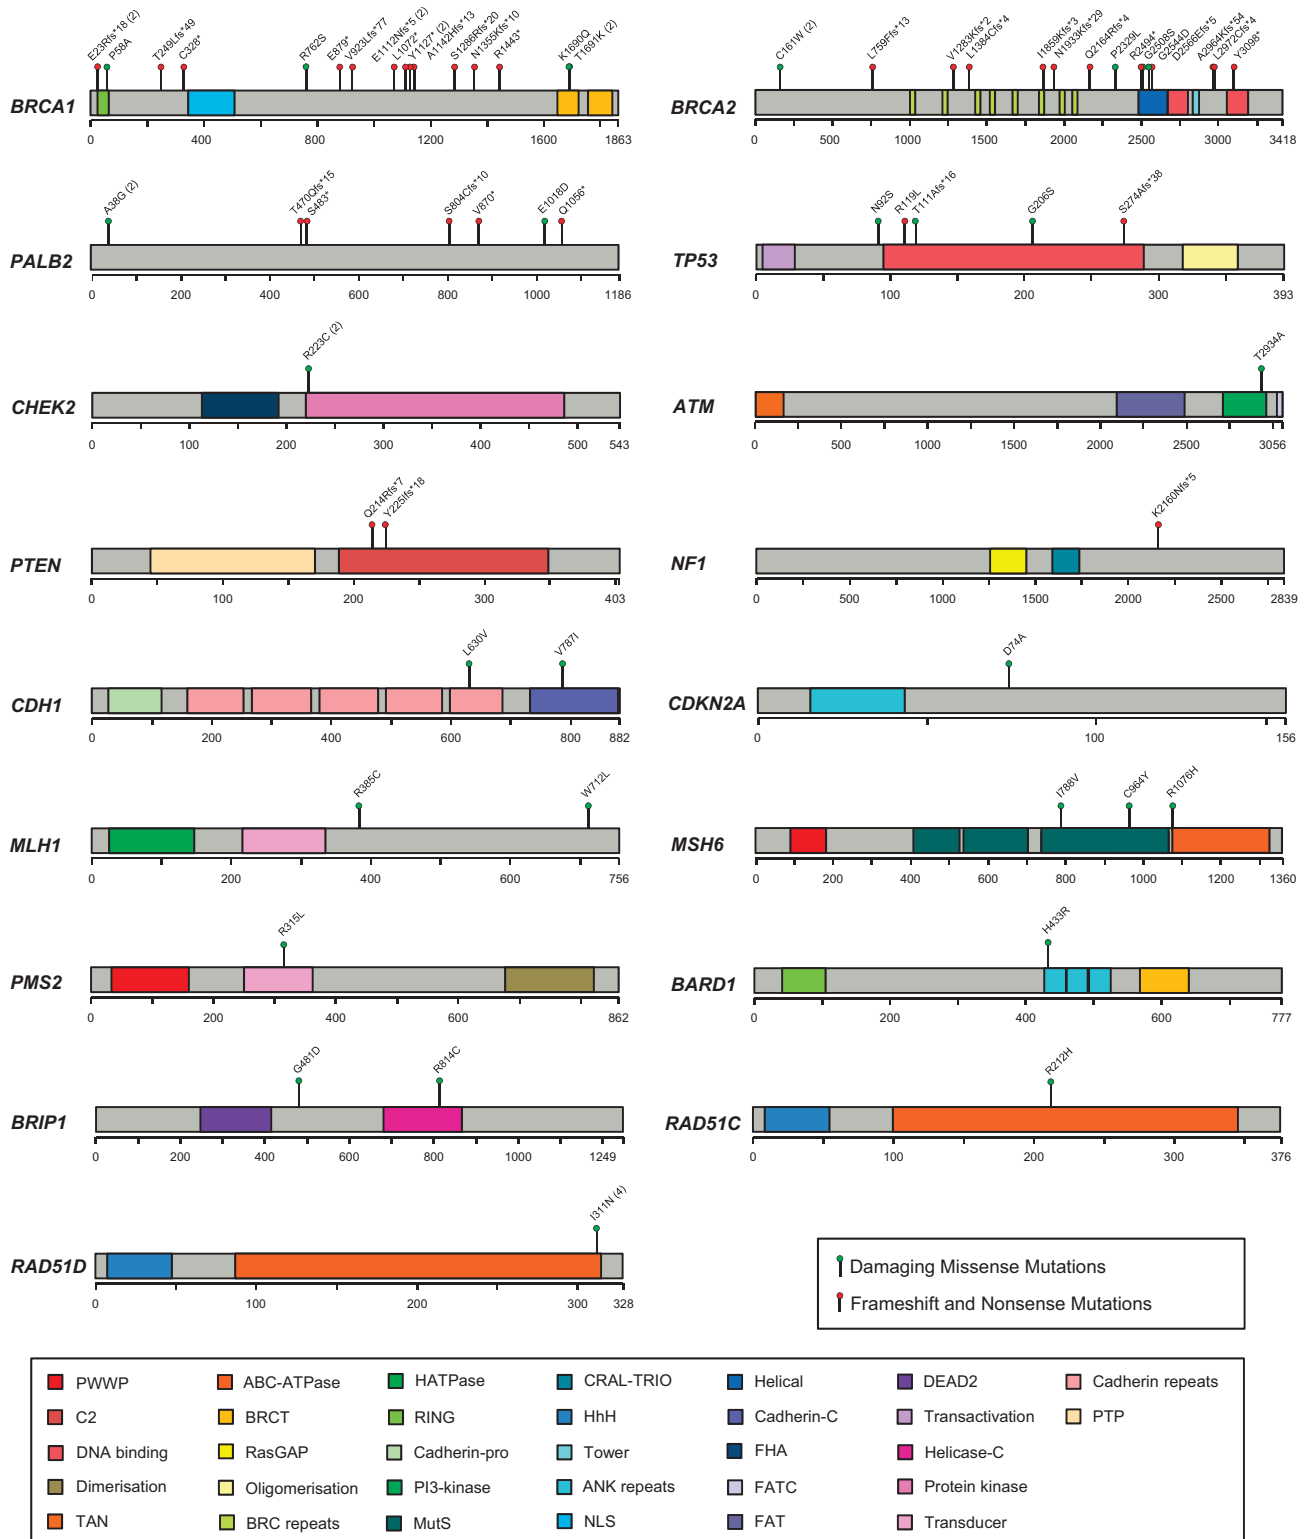 E23Rfs*18 (2)
P58A
T249Lfs*49
C328*
R762S
E879*
V923Lfs*77
E1112Nfs*5 (2)
L1072*
Y1127* (2)
A1142Hfs*13
S1286Rfs*20
N1355Kfs*10
R1443*
K1690Q
T1691K (2)
BRCA1
0 400 800 1200 1600 1863
C161W (2)
L759Ffs*13
V1283Kfs*2
L1384Cfs*4
I1859Kfs*3
N1933Kfs*29
Q2164Rfs*4
P2329L
R2494*
G2508S
G2544D
D2566Efs*5
A2964Kfs*54
L2972Cfs*4
Y3098*
BRCA2
0 500 1000 1500 2000 2500 3000 3418
A38G (2)
T470Qfs*15
S483*
S804Cfs*10
V870*
E1018D
Q1056*
PALB2
0 200 400 600 800 1000 1186
N92S
R119L
T111Afs*16
G206S
S274Afs*38
TP53
0 100 200 300 393
R223C (2)
CHEK2
0 100 200 300 400 500 543
T2934A
ATM
0 500 1000 1500 2000 2500 3056
Q214Rfs*7
Y225Ifs*18
PTEN
0 100 200 300 403
K2160Nfs*5
NF1
0 500 1000 1500 2000 2500 2839
L630V
V787I
CDH1
0 200 400 600 800 882
D74A
CDKN2A
0 100 156
R385C
W712L
MLH1
0 200 400 600 756
I788V
C964Y
R1076H
MSH6
0 200 400 600 800 1000 1200 1360
R315L
PMS2
0 200 400 600 862
H433R
BARD1
0 200 400 600 777
G481D
R814C
BRIP1
0 200 400 600 800 1000 1249
R212H
RAD51C
0 100 200 300 376
I311N (4)
RAD51D
0 100 200 300 328
Damaging Missense Mutations
Frameshift and Nonsense Mutations
PWWP ABC-ATPase HATPase CRAL-TRIO Helical DEAD2 Cadherin repeats
C2 BRCT RING HhH Cadherin-C Transactivation PTP
DNA binding RasGAP Cadherin-pro Tower FHA Helicase-C
Dimerisation Oligomerisation PI3-kinase ANK repeats FATC Protein kinase
TAN BRC repeats MutS NLS FAT Transducer